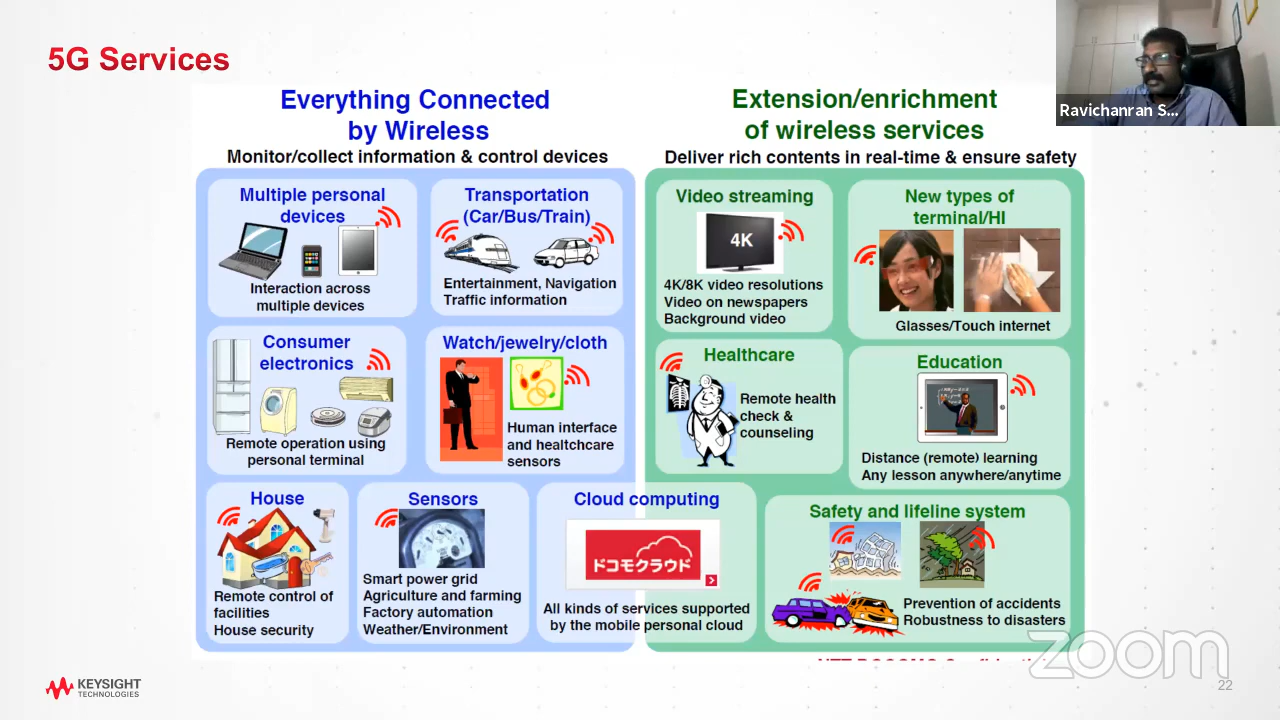 5G Services
Ravichanran S...
Everything Connected
by Wireless
Monitor/collect information & control devices
Multiple personal
devices
Interaction across
multiple devices
Transportation
(Car/Bus/Train)
Entertainment, Navigation
Traffic information
Consumer
electronics
Remote operation using
personal terminal
Watch/jewelry/cloth
Human interface
and healtchcare
sensors
House
Remote control of
facilities
House security
Sensors
Smart power grid
Agriculture and farming
Factory automation
Weather/Environment
Cloud computing
ドコモクラウド
All kinds of services supported
by the mobile personal cloud
Extension/enrichment
of wireless services
Deliver rich contents in real-time & ensure safety
Video streaming
4K
4K/8K video resolutions
Video on newspapers
Background video
New types of
terminal/HI
Glasses/Touch internet
Healthcare
Remote health
check &
counseling
Education
Distance (remote) learning
Any lesson anywhere/anytime
Safety and lifeline system
Prevention of accidents
Robustness to disasters
zoom
KEYSIGHT
TECHNOLOGIES
22